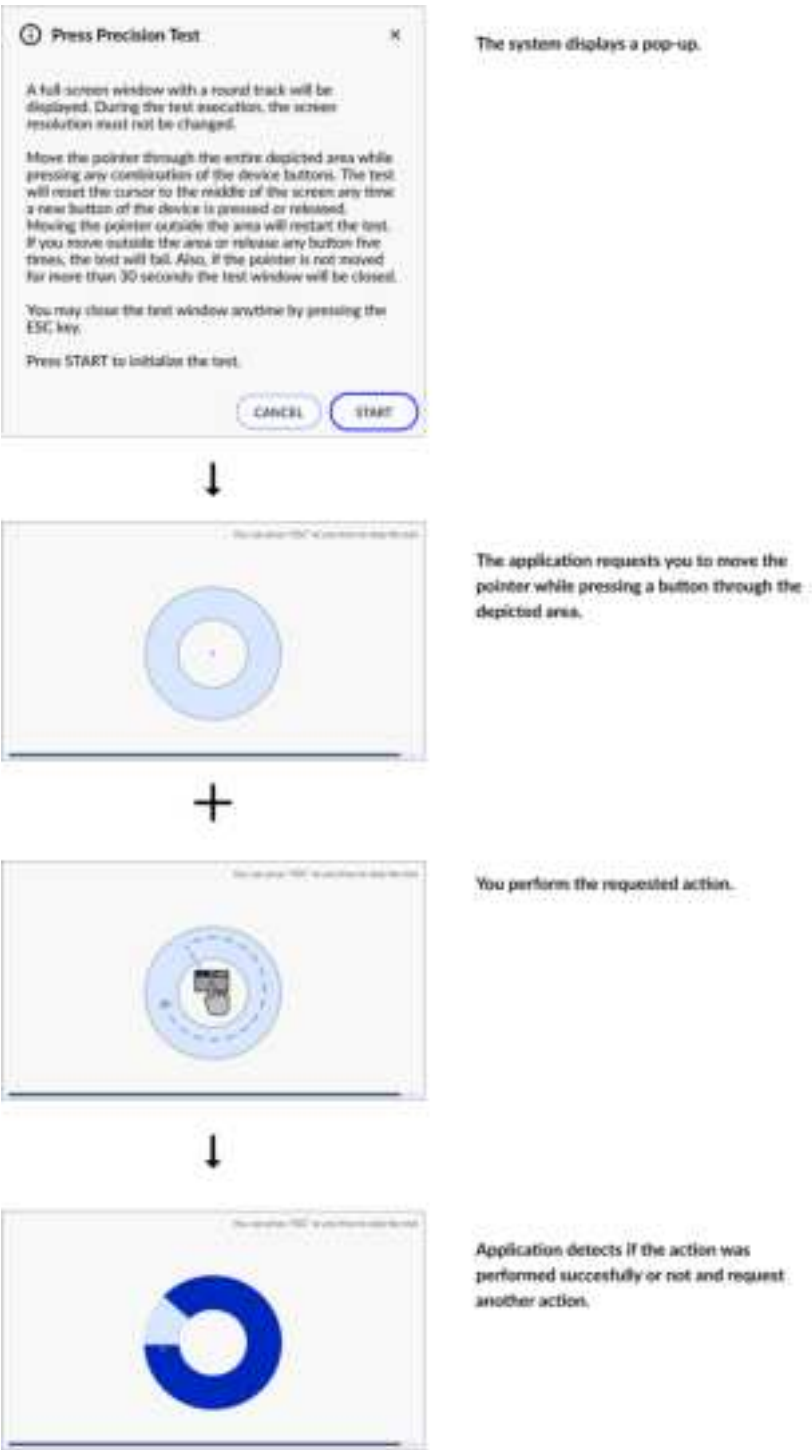 Press Precision Test
The system displays a pop-up.
A full screen window with a round track will be
displayed. During the test execution, the screen
resolution must not be changed.
Move the pointer through the entire depicted area while
pressing any combination of the device buttons. The test
will reset the cursor to the middle of the screen any time
a new button of the device is pressed or released.
Moving the pointer outside the area will restart the test.
If you move outside the area or release any button five
times, the test will fail. Also, if the pointer is not moved
for more than 30 seconds the test window will be closed.
You may close the test window anytime by pressing the
ESC key.
Press START to initialize the test.
CANCEL
START
The application requests you to move the
pointer while pressing a button through the
depicted area.
You perform the requested action.
Application detects if the action was
performed succesfully or not and request
another action.